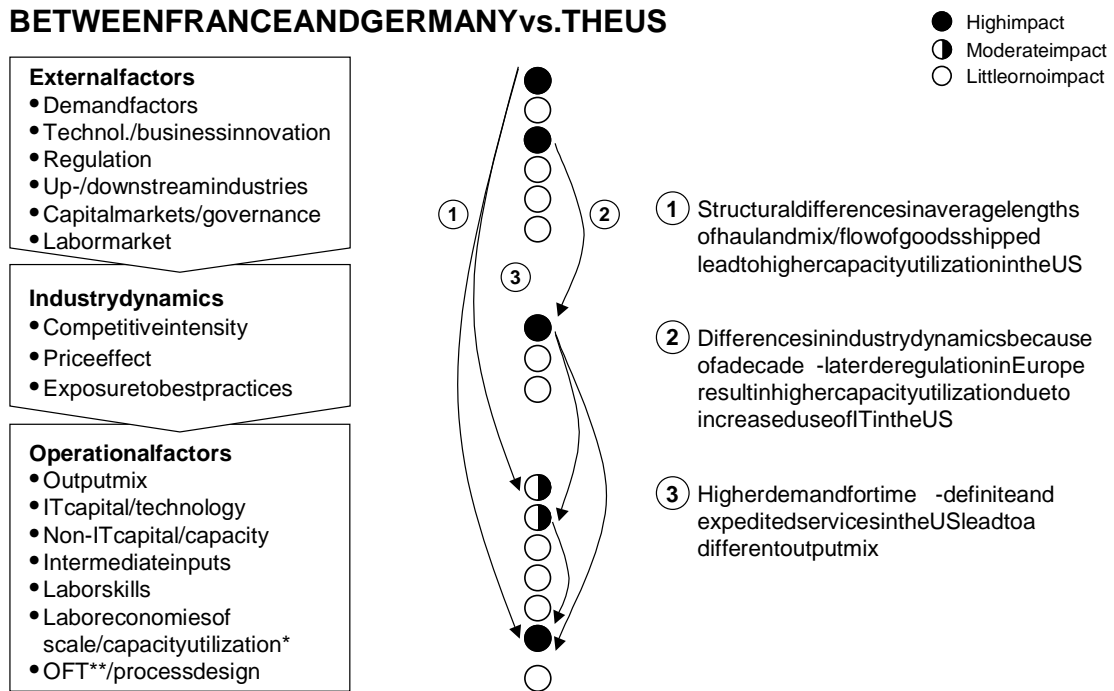 BETWEENFRANCEANDGERMANYvs.THEUS
Highimpact
Moderateimpact
Littleornoimpact
Externalfactors
•Demandfactors
•Technol./businessinnovation
•Regulation
•Up-/downstreamindustries
•Capitalmarkets/governance
•Labormarket
Industrydynamics
•Competitiveintensity
•Priceeffect
•Exposuretobestpractices
Operationalfactors
•Outputmix
•ITcapital/technology
•Non-ITcapital/capacity
•Intermediateinputs
•Laborskills
•Laboreconomiesof
scale/capacityutilization*
•OFT**/processdesign
1
2
3
1 Structuraldifferencesinaveragelengths
ofhaulandmix/flowofgoodsshipped
leadtohighercapacityutilizationintheUS
2 Differencesinindustrydynamicsbecause
ofadecade -laterderegulationinEurope
resultinhighercapacityutilizationdueto
increaseduseofITintheUS
3 Higherdemandfortime -definiteand
expeditedservicesintheUSleadtoa
differentoutputmix